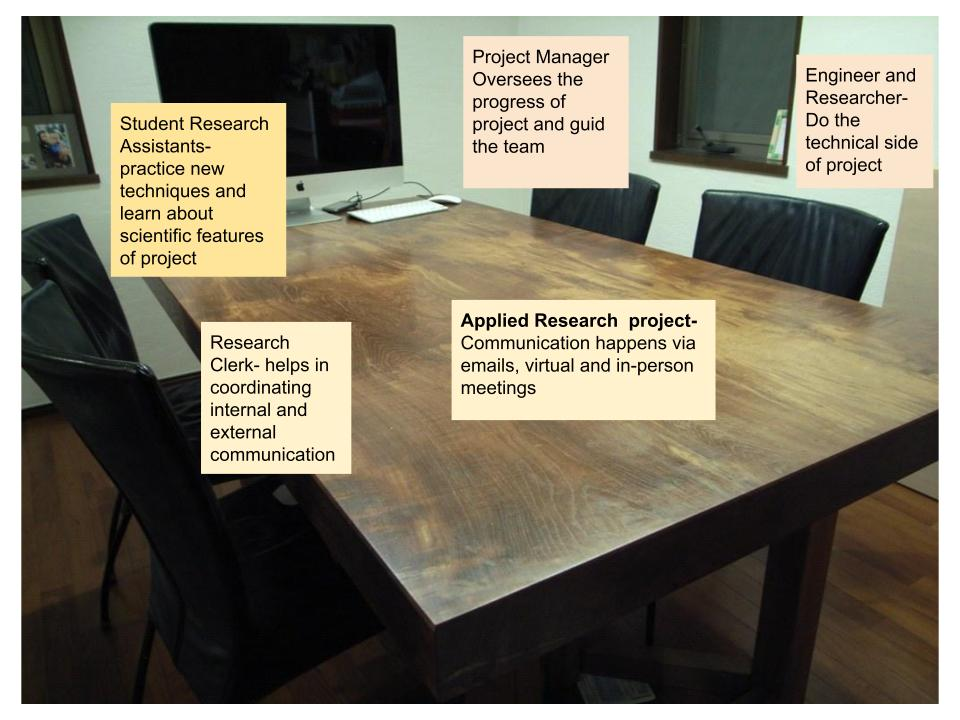 Project Manager
Oversees the
progress of
project and guid
the team
Engineer and
Researcher-
Do the
technical side
of project
Student Research
Assistants-
practice new
techniques and
learn about
scientific features
of project
Applied Research  project-
Communication happens via
emails, virtual and in-person
meetings
Research
Clerk- helps in
coordinating
internal and
external
communication